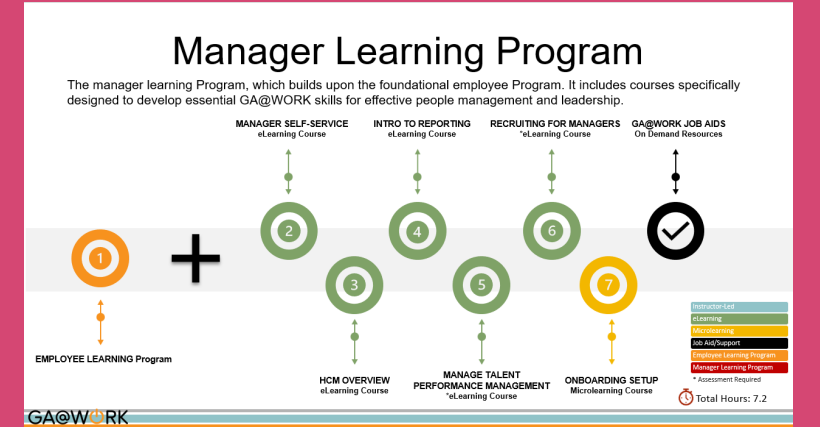 Manager Learning Program
The manager learning Program, which builds upon the foundational employee Program. It includes courses specifically
designed to develop essential GA@WORK skills for effective people management and leadership.
MANAGER SELF-SERVICE
eLearning Course
INTRO TO REPORTING
eLearning Course
RECRUITING FOR MANAGERS
*eLearning Course
GA@WORK JOB AIDS
On Demand Resources
1
2
3
4
5
6
7
EMPLOYEE LEARNING Program
HCM OVERVIEW
eLearning Course
MANAGE TALENT
PERFORMANCE MANAGEMENT
*eLearning Course
ONBOARDING SETUP
Microlearning Course
Instructor-Led
eLearning
Microlearning
Job Aid/Support
Employee Learning Program
Manager Learning Program
* Assessment Required
Total Hours: 7.2
GA@WORK